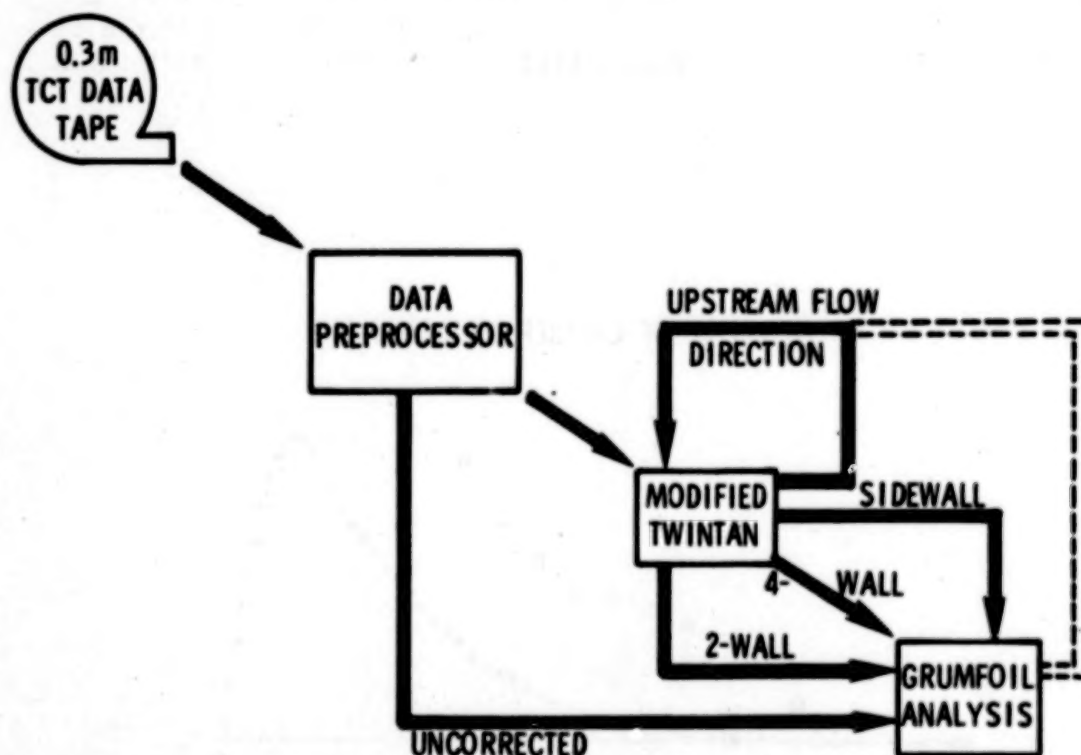 0.3m
TCT DATA
TAPE
DATA
PREPROCESSOR
UPSTREAM FLOW
DIRECTION
MODIFIED
TWINTAN
SIDEWALL
4- WALL
2-WALL
GRUMFOIL
ANALYSIS
UNCORRECTED